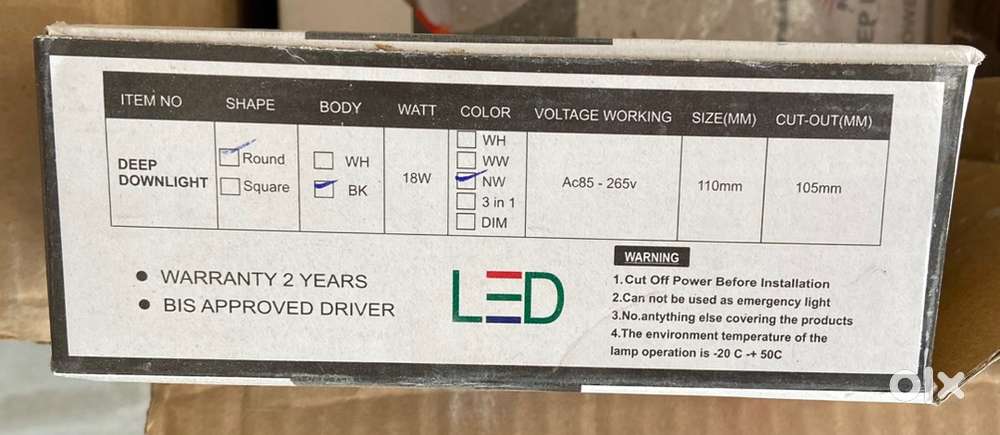 ITEM NO SHAPE BODY WATT COLOR VOLTAGE WORKING SIZE(MM) CUT-OUT(MM)
DEEP
DOWNLIGHT
Round
Square
WH
BK
18W
WH
WW
NW
3 in 1
DIM
Ac85 - 265v
110mm
105mm
• WARRANTY 2 YEARS
• BIS APPROVED DRIVER
LED
WARNING
1.Cut Off Power Before Installation
2.Can not be used as emergency light
3.No.antything else covering the products
4.The environment temperature of the
lamp operation is -20 C -+ 50C
olx